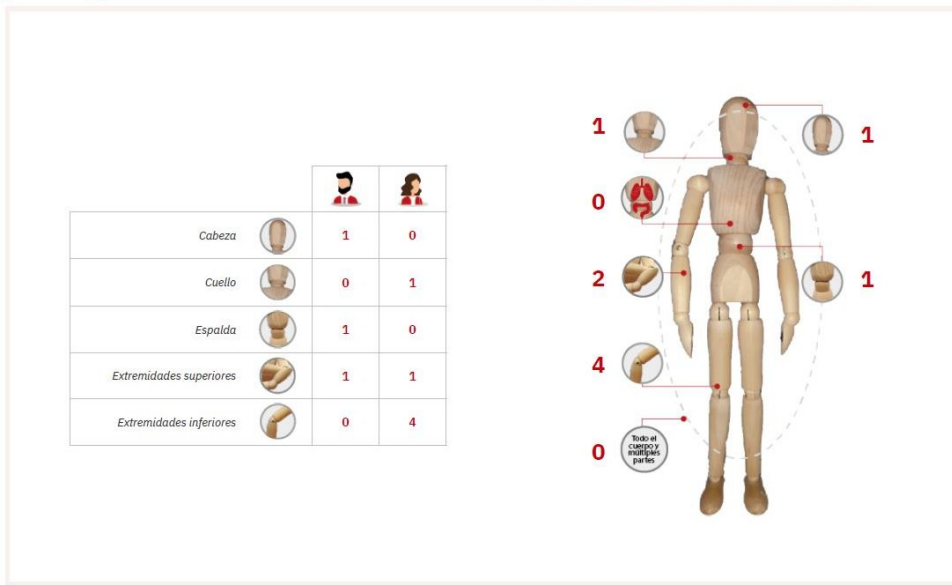 Cabeza 1 0
Cuello 0 1
Espalda 1 0
Extremidades superiores 1 1
Extremidades inferiores 0 4
1
1
0
2
1
4
0
Todo el
cuerpo y
múltiples
partes